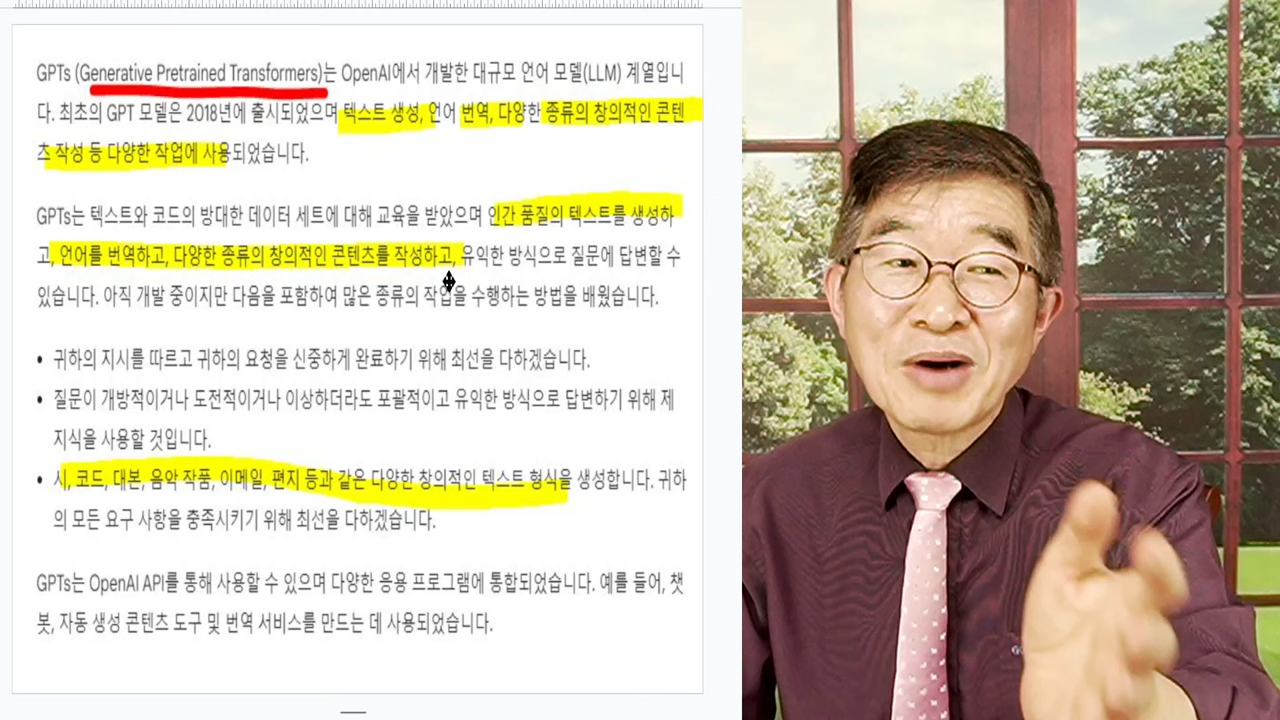 GPTs (Generative Pretrained Transformers)는 OpenAI에서 개발한 대규모 언어 모델(LLM) 계열입니
다. 최초의 GPT 모델은 2018년에 출시되었으며 텍스트 생성, 언어 번역, 다양한 종류의 창의적인 콘텐
츠 작성 등 다양한 작업에 사용되었습니다.
GPTs는 텍스트와 코드의 방대한 데이터 세트에 대해 교육을 받았으며 인간 품질의 텍스트를 생성하
고, 언어를 번역하고, 다양한 종류의 창의적인 콘텐츠를 작성하고, 유익한 방식으로 질문에 답변할 수
있습니다. 아직 개발 중이지만 다음을 포함하여 많은 종류의 작업을 수행하는 방법을 배웠습니다.
• 귀하의 지시를 따르고 귀하의 요청을 신중하게 완료하기 위해 최선을 다하겠습니다.
• 질문이 개방적이거나 도전적이거나 이상하더라도 포괄적이고 유익한 방식으로 답변하기 위해 제
지식을 사용할 것입니다.
• 시, 코드, 대본, 음악 작품, 이메일, 편지 등과 같은 다양한 창의적인 텍스트 형식을 생성합니다. 귀하
의 모든 요구 사항을 충족시키기 위해 최선을 다하겠습니다.
GPTs는 OpenAI API를 통해 사용할 수 있으며 다양한 응용 프로그램에 통합되었습니다. 예를 들어, 챗
봇, 자동 생성 콘텐츠 도구 및 번역 서비스를 만드는 데 사용되었습니다.